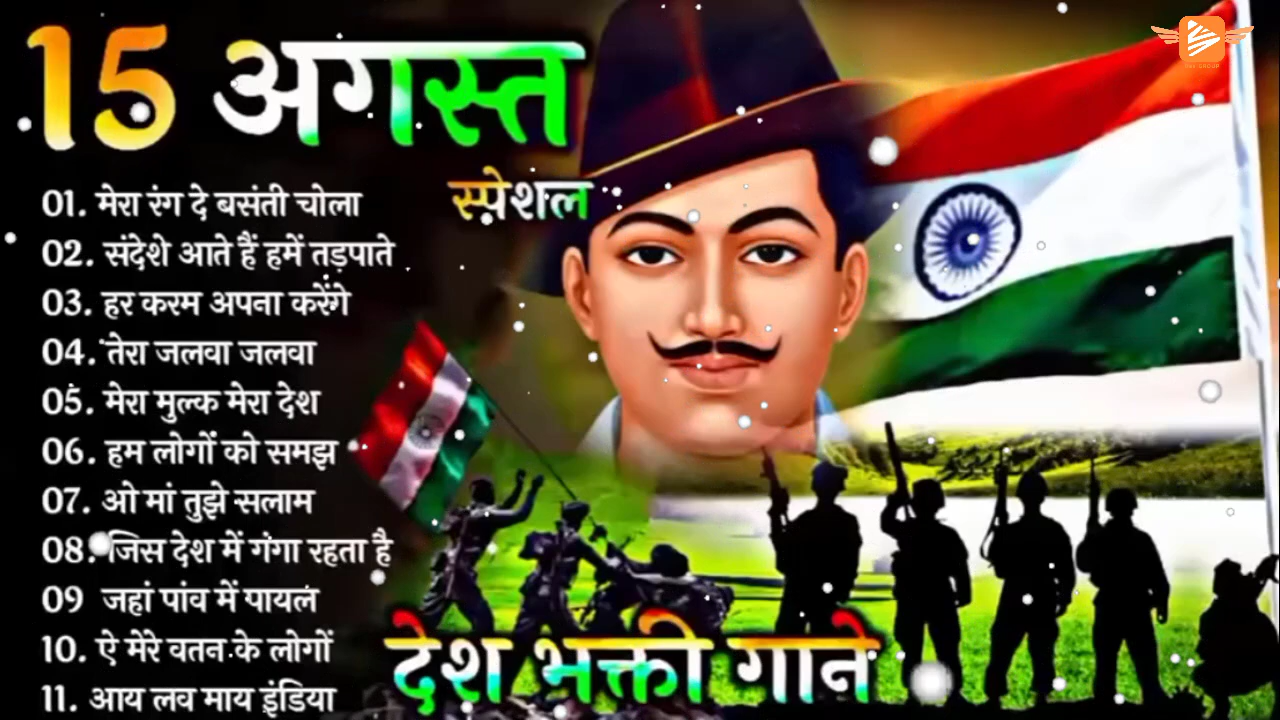 15 अगस्त
स्पेशल
01. मेरा रंग दे बसंती चोला
02. संदेशे आते हैं हमें तड़पाते
03. हर करम अपना करेंगे
04. तेरा जलवा जलवा
05. मेरा मुल्क मेरा देश
06. हम लोगों को समझ
07. ओ मां तुझे सलाम
08. जिस देश में गंगा रहता है
09 जहां पांव में पायल
10. ऐ मेरे वतन के लोगों
11. आय लव माय इंडिया
देश भक्ती गाने